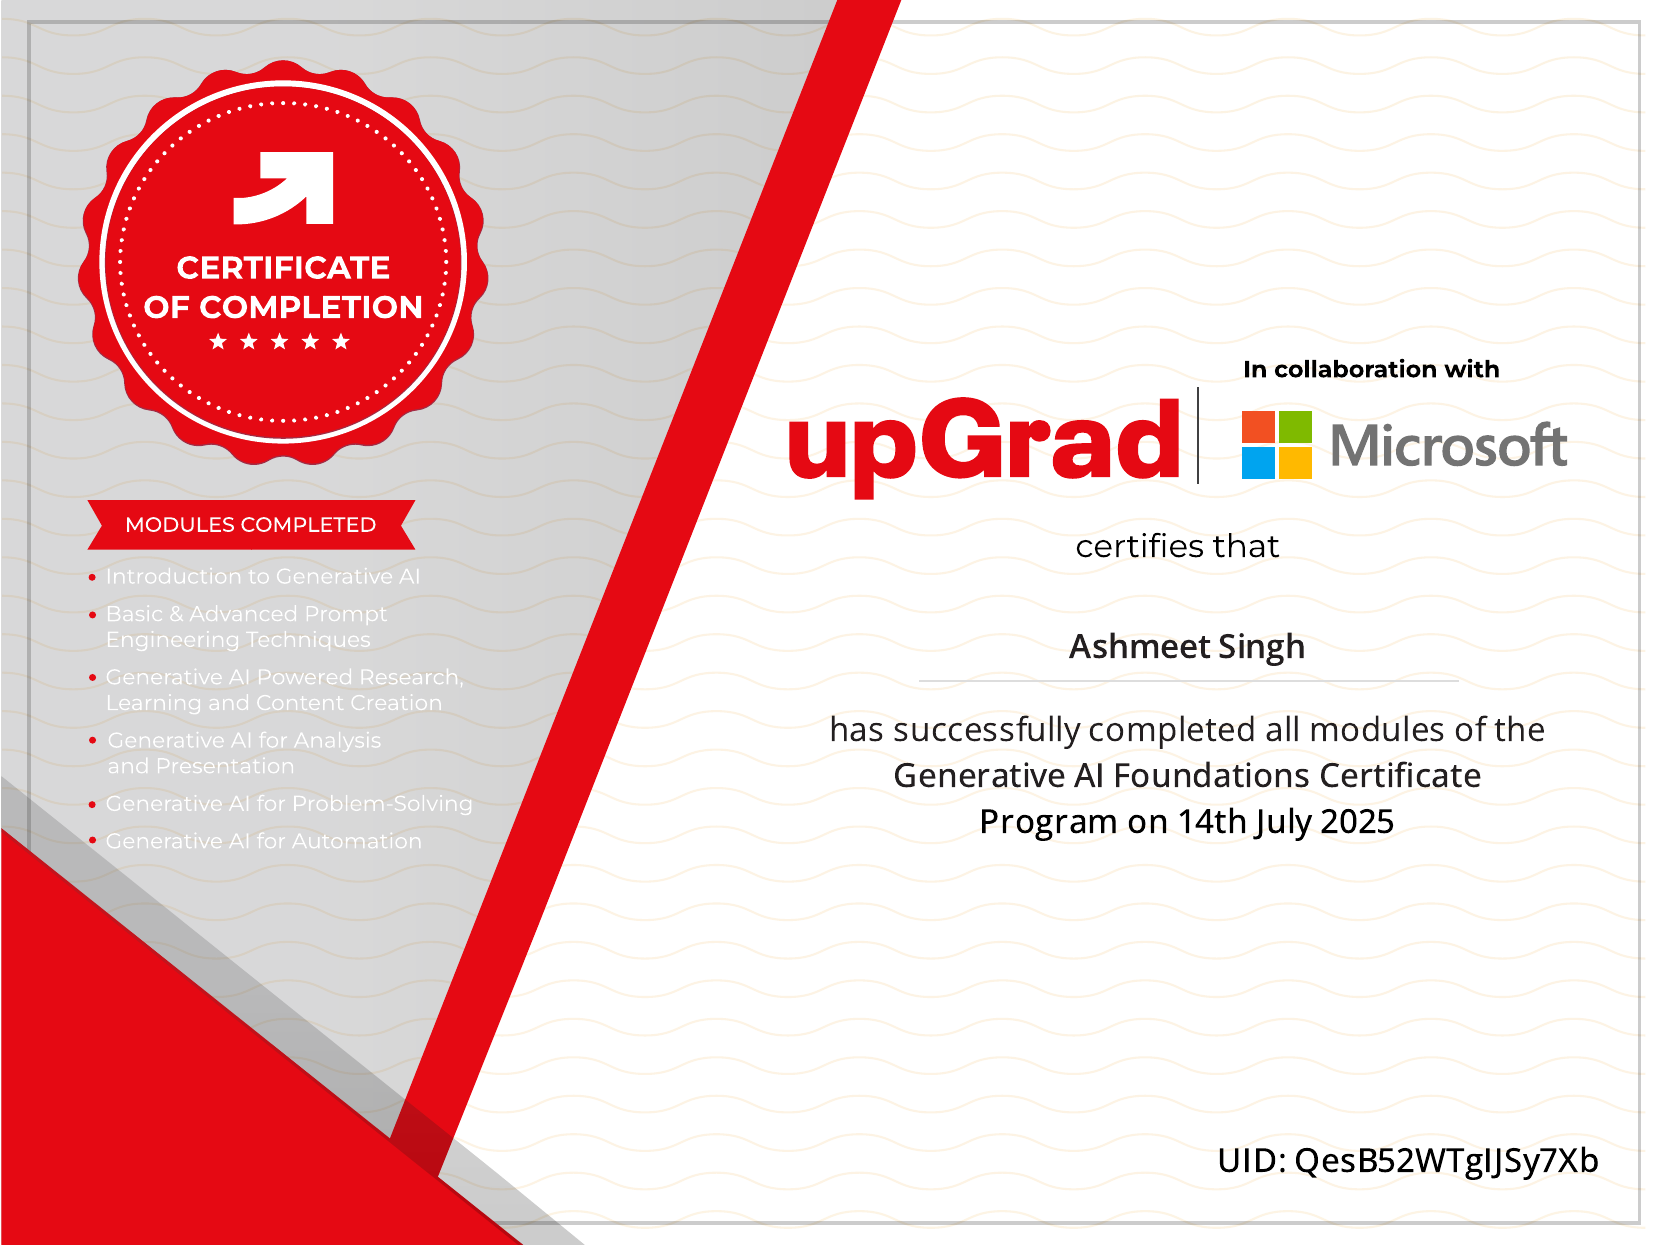 CERTIFICATE
OF COMPLETION
MODULES COMPLETED
Introduction to Generative AI
Basic & Advanced Prompt
Engineering Techniques
Generative AI Powered Research,
Learning and Content Creation
Generative AI for Analysis
and Presentation
Generative AI for Problem-Solving
Generative AI for Automation
In collaboration with
upGrad
Microsoft
certifies that
Ashmeet Singh
has successfully completed all modules of the
Generative AI Foundations Certificate
Program on 14th July 2025
UID: QesB52WTgIJSy7Xb